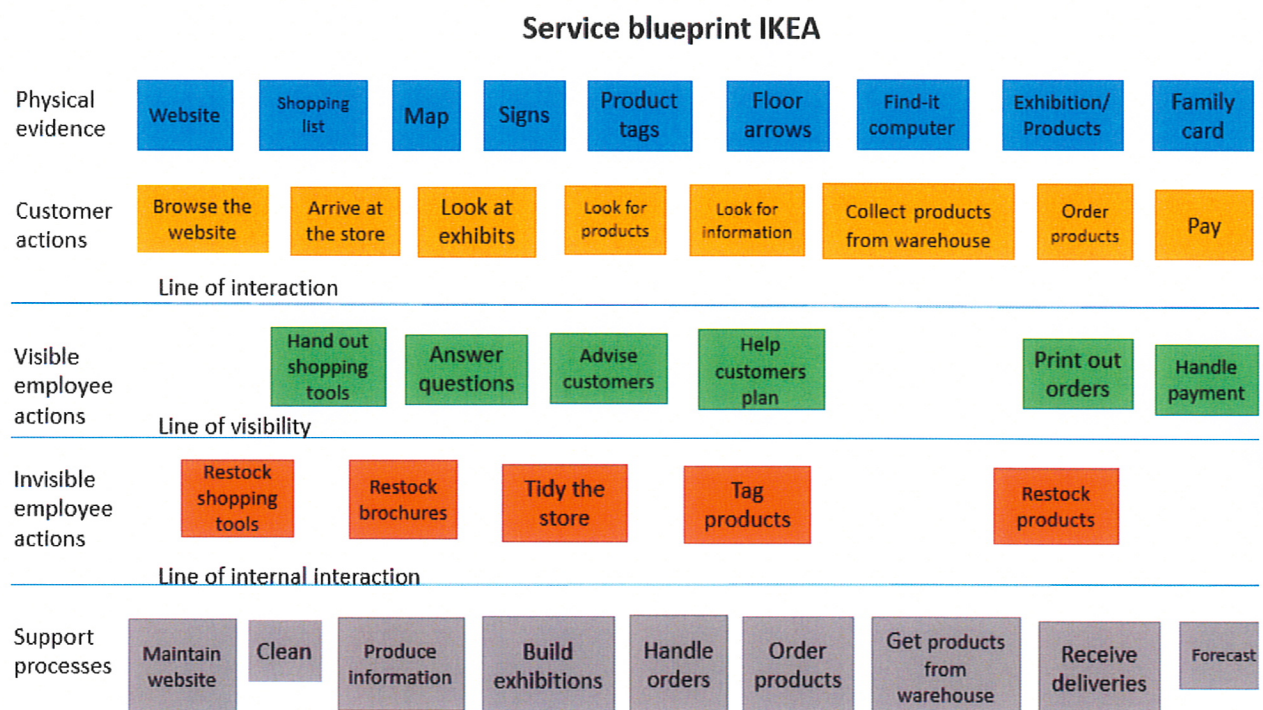 Service blueprint IKEA
Physical
evidence
Website
Shopping
list
Map
Signs
Product
tags
Floor
arrows
Find-it
computer
Exhibition/
Products
Family
card
Customer
actions
Browse the
website
Arrive at
the store
Look at
exhibits
Look for
products
Look for
information
Collect products
from warehouse
Order
products
Pay
Line of interaction
Visible
employee
actions
Hand out
shopping
tools
Answer
questions
Advise
customers
Help
customers
plan
Print out
orders
Handle
payment
Line of visibility
Invisible
employee
actions
Restock
shopping
tools
Restock
brochures
Tidy the
store
Tag
products
Restock
products
Line of internal interaction
Support
processes
Maintain
website
Clean
Produce
information
Build
exhibitions
Handle
orders
Order
products
Get products
from
warehouse
Receive
deliveries
Forecast